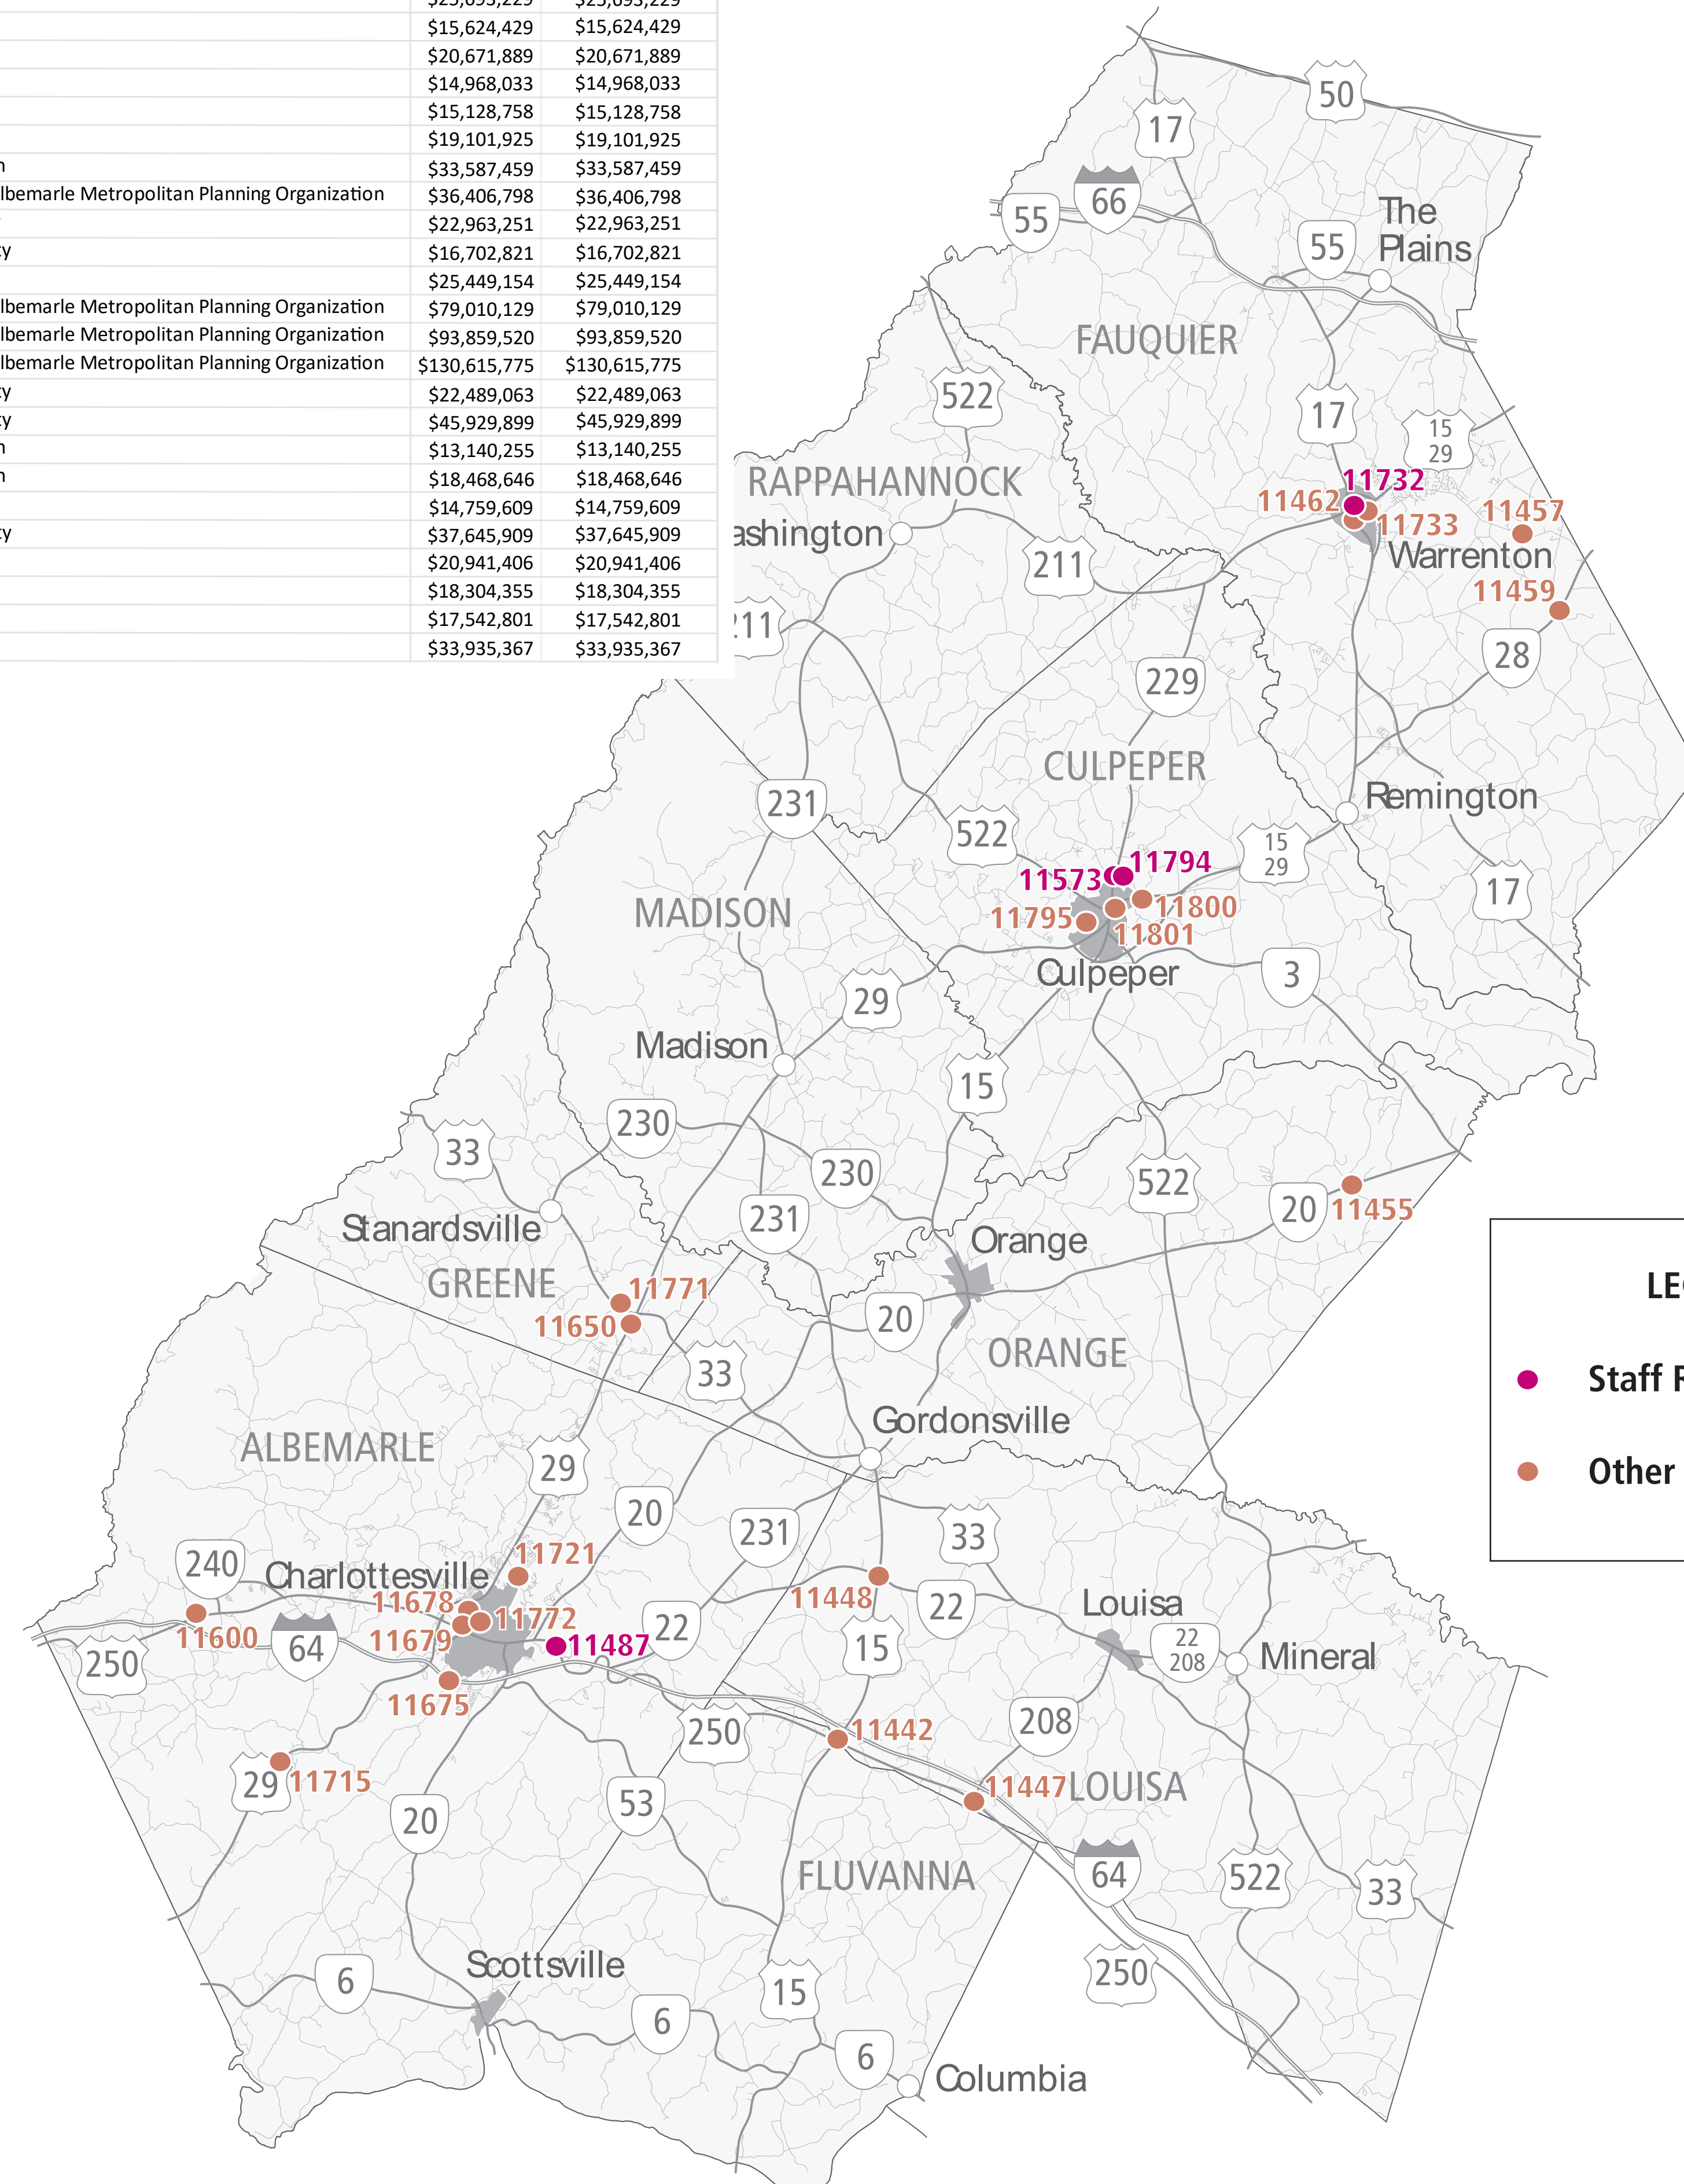 $15,624,429 $15,624,429
$20,671,889 $20,671,889
$14,968,033 $14,968,033
$15,128,758 $15,128,758
$19,101,925 $19,101,925
n $33,587,459 $33,587,459
lbemarle Metropolitan Planning Organization $36,406,798 $36,406,798
$22,963,251 $22,963,251
ty $16,702,821 $16,702,821
$25,449,154 $25,449,154
lbemarle Metropolitan Planning Organization $79,010,129 $79,010,129
lbemarle Metropolitan Planning Organization $93,859,520 $93,859,520
lbemarle Metropolitan Planning Organization $130,615,775 $130,615,775
ty $22,489,063 $22,489,063
ty $45,929,899 $45,929,899
n $13,140,255 $13,140,255
n $18,468,646 $18,468,646
$14,759,609 $14,759,609
ty $37,645,909 $37,645,909
$20,941,406 $20,941,406
$18,304,355 $18,304,355
$17,542,801 $17,542,801
$33,935,367 $33,935,367
50
17
66
55
The
Plains
55
FAUQUIER
522
17
15
29
RAPPAHANNOCK
11732
11462
11457
11733
ashington
Warrenton
211
11459
211
28
229
CULPEPER
231
Remington
522
15
29
11794
11573
17
MADISON
11800
11795
11801
Culpeper
3
29
Madison
15
230
33
230
522
20
11455
231
Stanardsville
Orange
GREENE
11771
20
11650
ORANGE
33
Gordonsville
ALBEMARLE
29
20
231
33
11721
240
Charlottesville
11678
11448
22
Louisa
11772
22
11600
11679
64
11487
15
22
208
Mineral
250
11675
208
250
11442
29
11715
11447
LOUISA
53
20
FLUVANNA
64
522
33
Scottsville
250
6
15
6
6
Columbia
LE
Staff R
Other